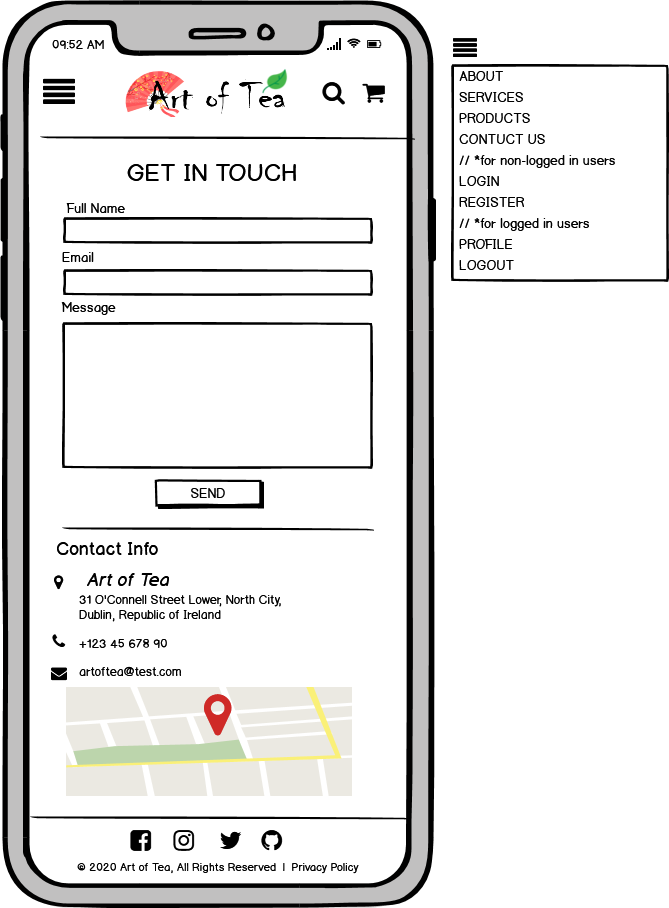 09:52 AM
Art of Tea
GET IN TOUCH
Full Name
Email
Message
SEND
Contact Info
Art of Tea
31 O'Connell Street Lower, North City,
Dublin, Republic of Ireland
+123 45 678 90
artoftea@test.com
© 2020 Art of Tea, All Rights Reserved | Privacy Policy
ABOUT
SERVICES
PRODUCTS
CONTUCT US
// *for non-logged in users
LOGIN
REGISTER
// *for logged in users
PROFILE
LOGOUT